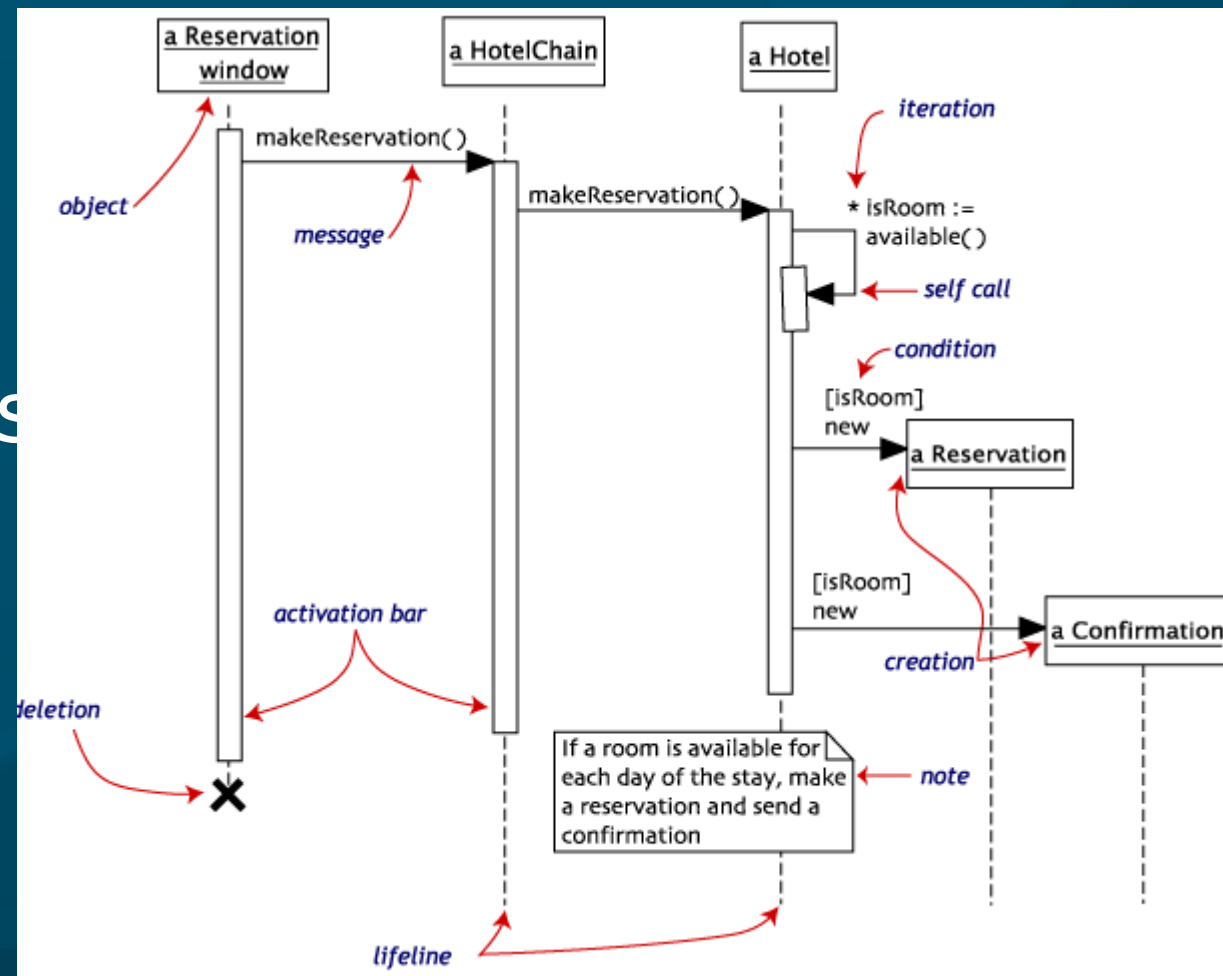 a Reservation
window
a HotelChain
a Hotel
iteration
makeReservation( )
object
message
makeReservation( )
* isRoom :=
available( )
self call
condition
[isRoom]
new
a Reservation
s
[isRoom]
new
activation bar
a Confirmation
creation
deletion
If a room is available for
each day of the stay, make
a reservation and send a
confirmation
note
lifeline